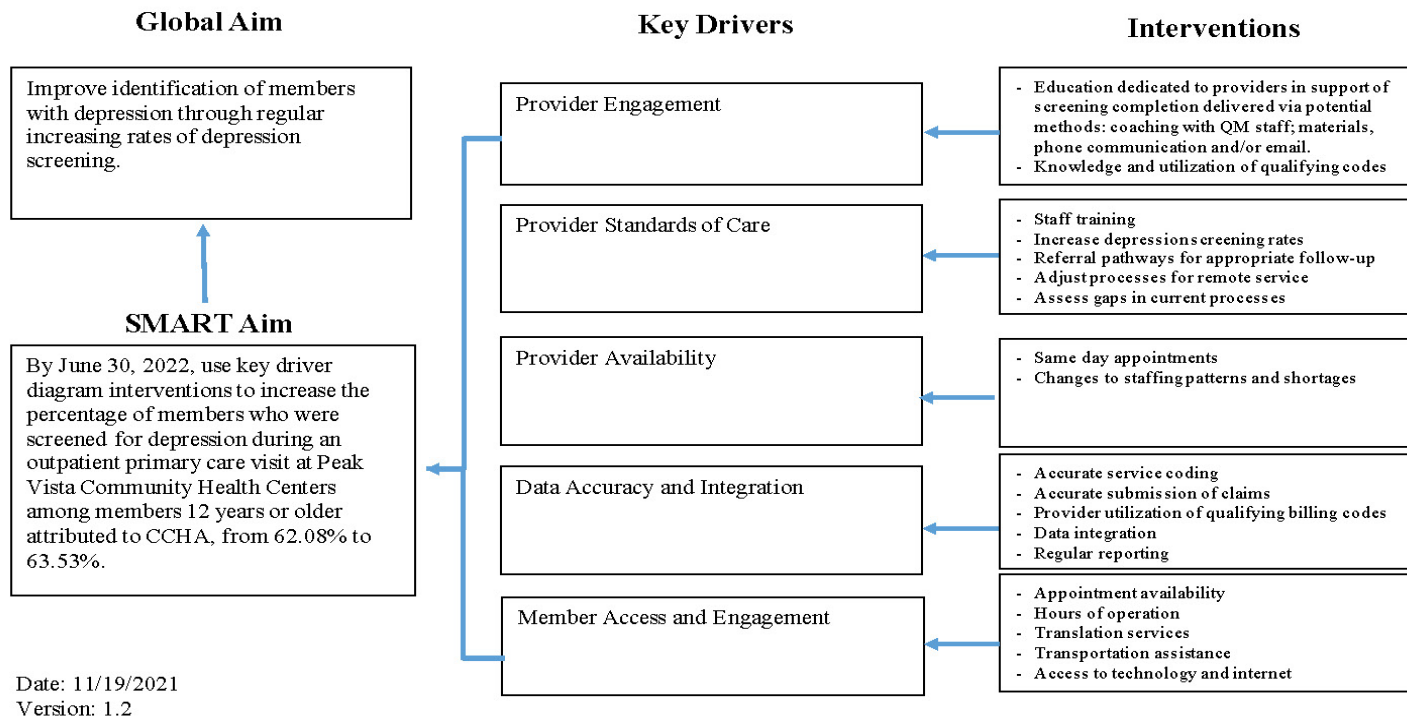 Global Aim
Improve identification of members
with depression through regular
increasing rates of depression
screening.
SMART Aim
By June 30, 2022, use key driver
diagram interventions to increase the
percentage of members who were
screened for depression during an
outpatient primary care visit at Peak
Vista Community Health Centers
among members 12 years or older
attributed to CCHA, from 62.08% to
63.53%.
Date: 11/19/2021
Version: 1.2
Key Drivers
Provider Engagement
Provider Standards of Care
Provider Availability
Data Accuracy and Integration
Member Access and Engagement
Interventions
- Education dedicated to providers in support of
screening completion delivered via potential
methods: coaching with QM staff; materials,
phone communication and/or email.
- Knowledge and utilization of qualifying codes
- Staff training
- Increase depression screening rates
- Referral pathways for appropriate follow-up
- Adjust processes for remote service
- Assess gaps in current processes
- Same day appointments
- Changes to staffing patterns and shortages
- Accurate service coding
- Accurate submission of claims
- Provider utilization of qualifying billing codes
- Data integration
- Regular reporting
- Appointment availability
- Hours of operation
- Translation services
- Transportation assistance
- Access to technology and internet